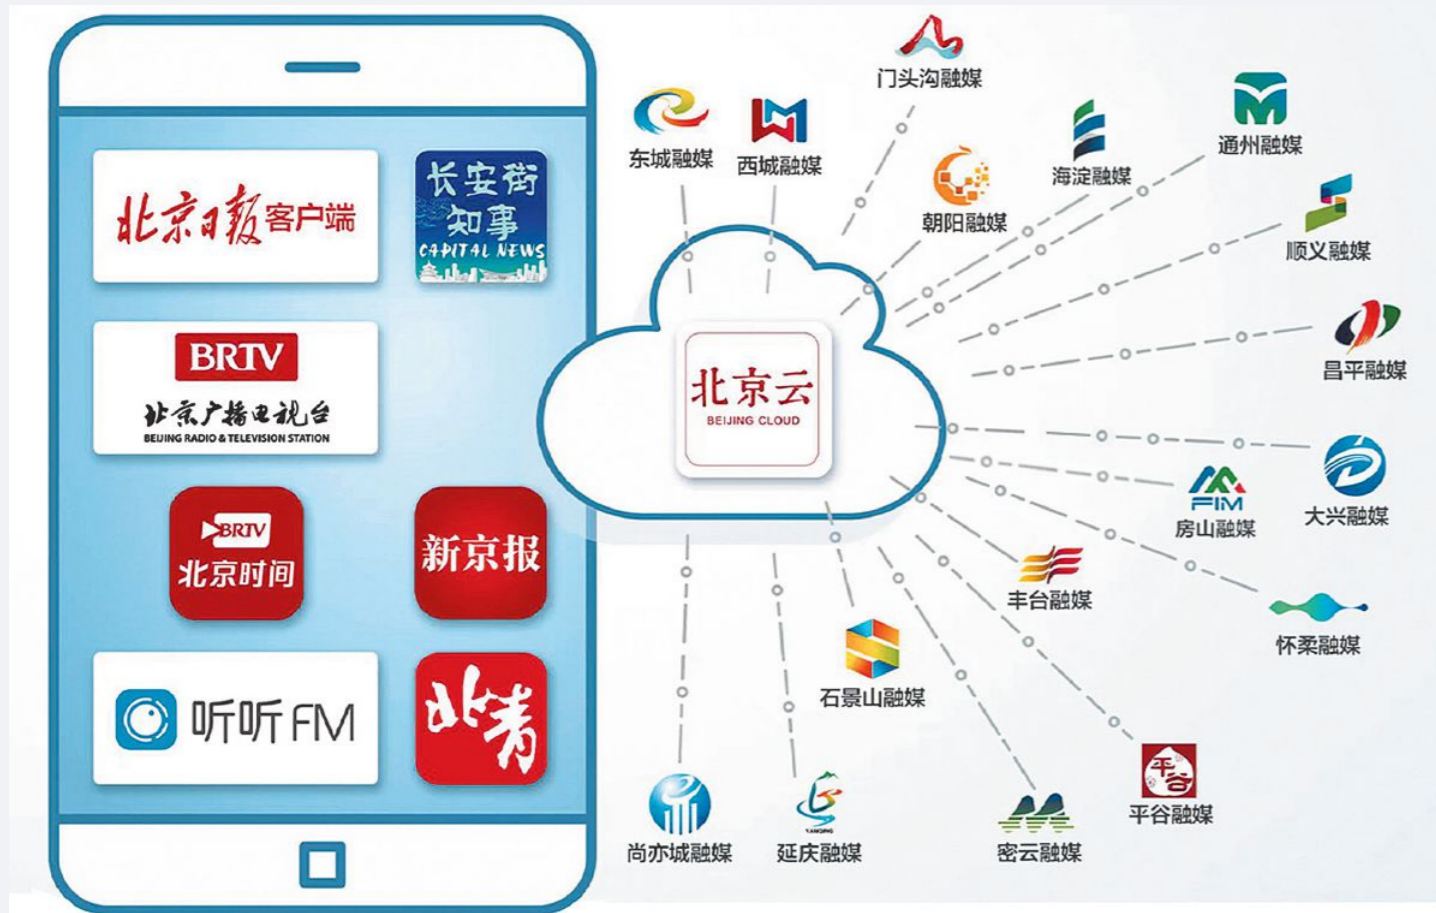 北京日报客户端
长安街
知事
CAPITAL NEWS
BRTV
北京广播电视台
BEIJING RADIO & TELEVISION STATION
BRTV
北京时间
新京报
听听FM
北青
北京云
BEIJING CLOUD
东城融媒
西城融媒
门头沟融媒
朝阳融媒
海淀融媒
通州融媒
顺义融媒
昌平融媒
大兴融媒
FIM
房山融媒
怀柔融媒
丰台融媒
石景山融媒
平谷
平谷融媒
尚亦城融媒
YANQING
延庆融媒
密云融媒